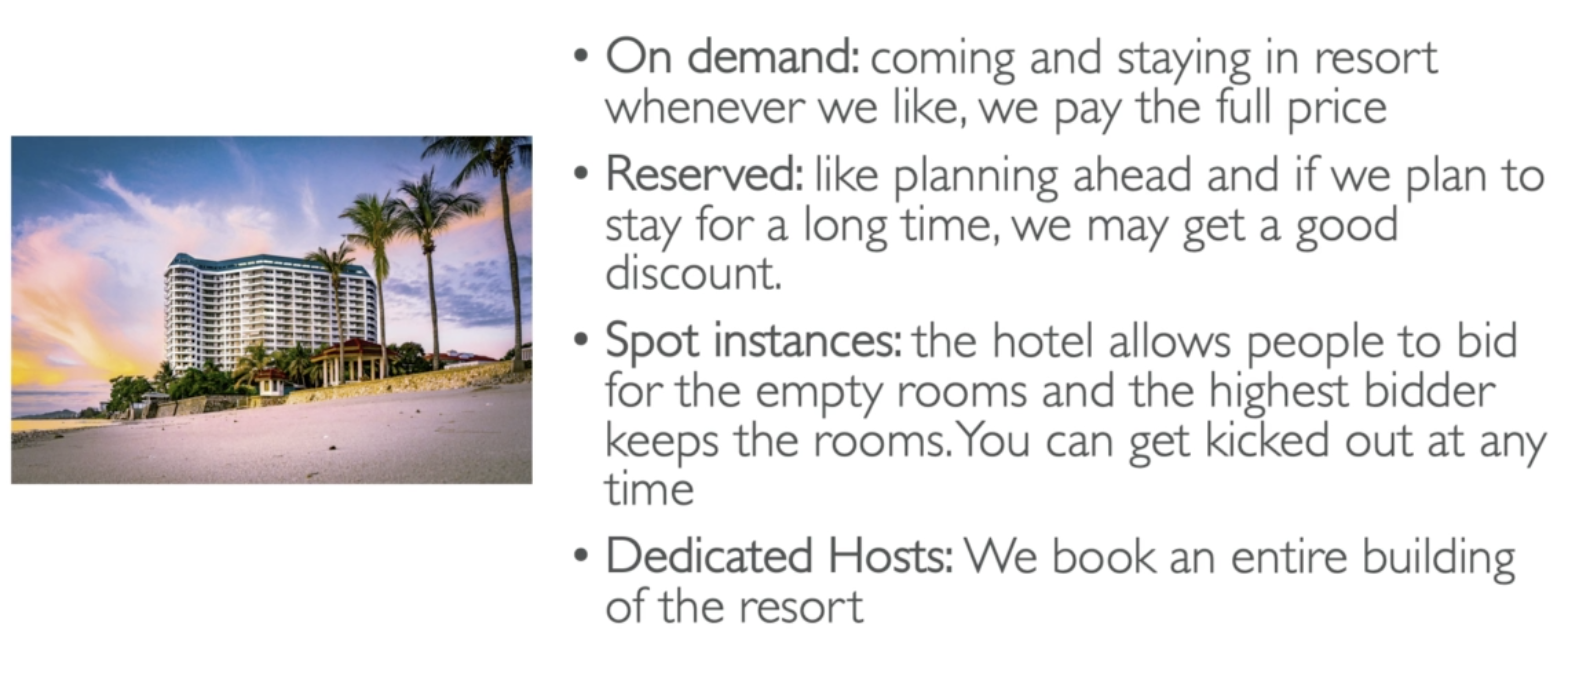 • On demand: coming and staying in resort
whenever we like, we pay the full price
• Reserved: like planning ahead and if we plan to
stay for a long time, we may get a good
discount.
• Spot instances: the hotel allows people to bid
for the empty rooms and the highest bidder
keeps the rooms. You can get kicked out at any
time
• Dedicated Hosts: We book an entire building
of the resort